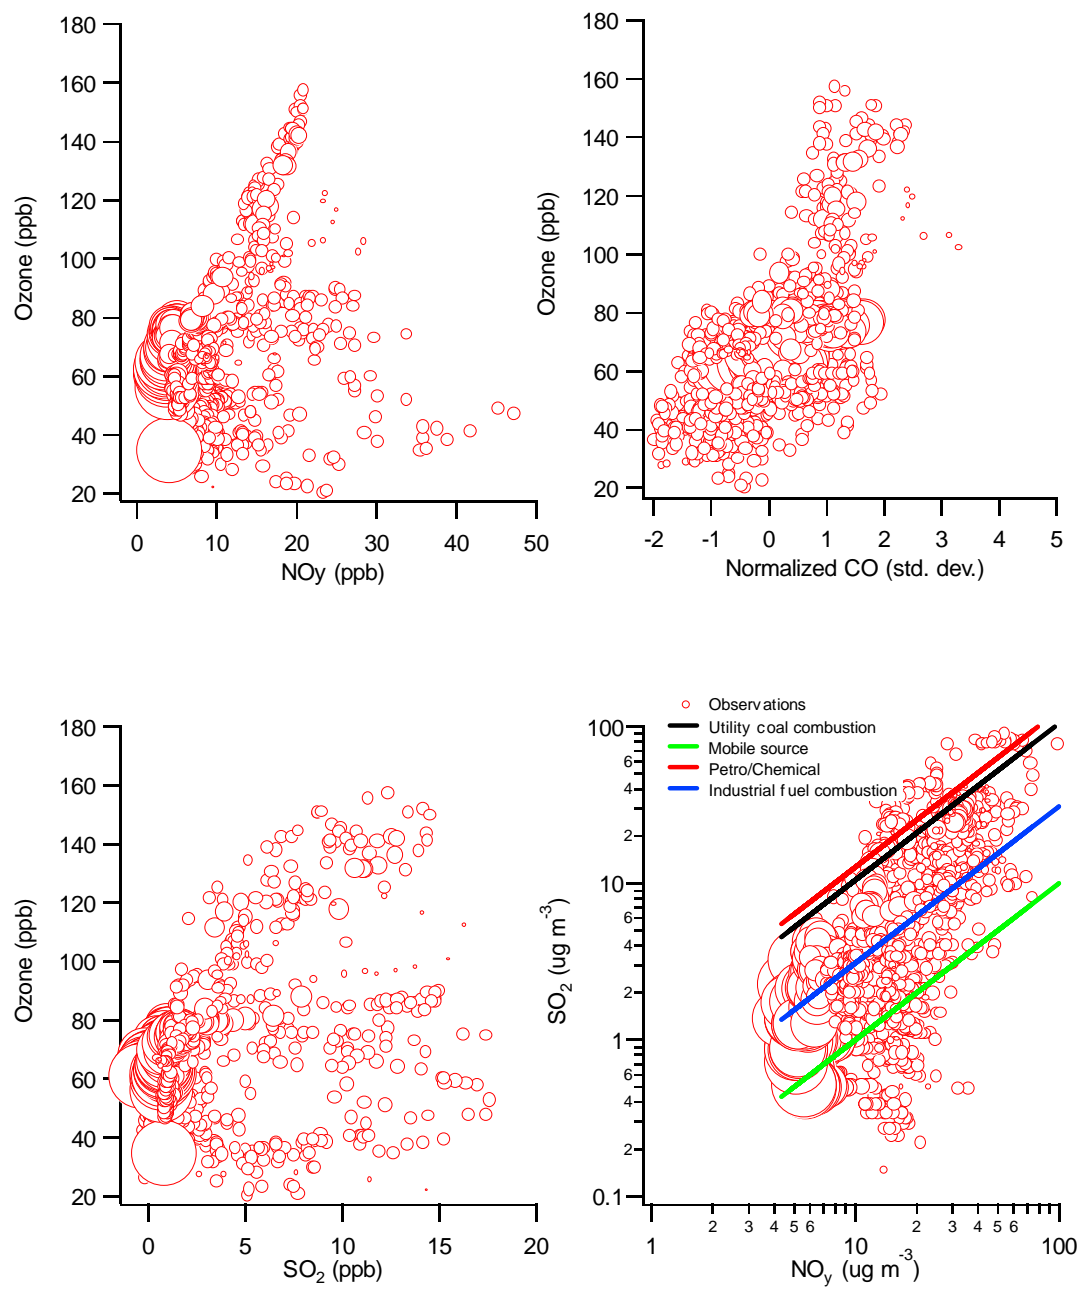 180
160
140
120
100
80
60
40
20
Ozone (ppb)
0 10 20 30 40 50
NOy (ppb)
180
160
140
120
100
80
60
40
20
Ozone (ppb)
-2 -1 0 1 2 3 4 5
Normalized CO (std. dev.)
180
160
140
120
100
80
60
40
20
Ozone (ppb)
0 5 10 15 20
SO2 (ppb)
Observations
Utility coal combustion
Mobile source
Petro/Chemical
Industrial fuel combustion
100
6
4
2
10
6
4
2
1
6
4
2
0.1
SO2 (ug m-3)
2 3 4 5 6 2 3 4 5 6
1 10 100
NOy (ug m-3)